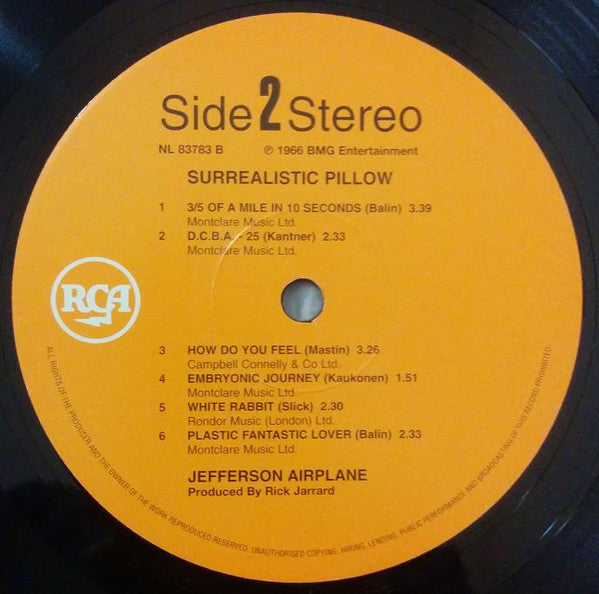 Side 2 Stereo
NL 83783 B ℗ 1966 BMG Entertainment
SURREALISTIC PILLOW
1 3/5 OF A MILE IN 10 SECONDS (Balin) 3.39
Montclare Music Ltd.
2 D.C.B.A. - 25 (Kantner) 2.33
Montclare Music Ltd.
RCA
3 HOW DO YOU FEEL (Mastin) 3.26
Campbell Connelly & Co Ltd.
4 EMBRYONIC JOURNEY (Kaukonen) 1.51
Montclare Music Ltd.
5 WHITE RABBIT (Slick) 2.30
Rondor Music (London) Ltd.
6 PLASTIC FANTASTIC LOVER (Balin) 2.33
Montclare Music Ltd.
JEFFERSON AIRPLANE
Produced By Rick Jarrard
ALL RIGHTS OF THE PRODUCER AND THE OWNER OF THE WORK REPRODUCED RESERVED. UNAUTHORISED COPYING, HIRING, LENDING, PUBLIC PERFORMANCE AND BROADCASTING OF THIS RECORD PROHIBITED.